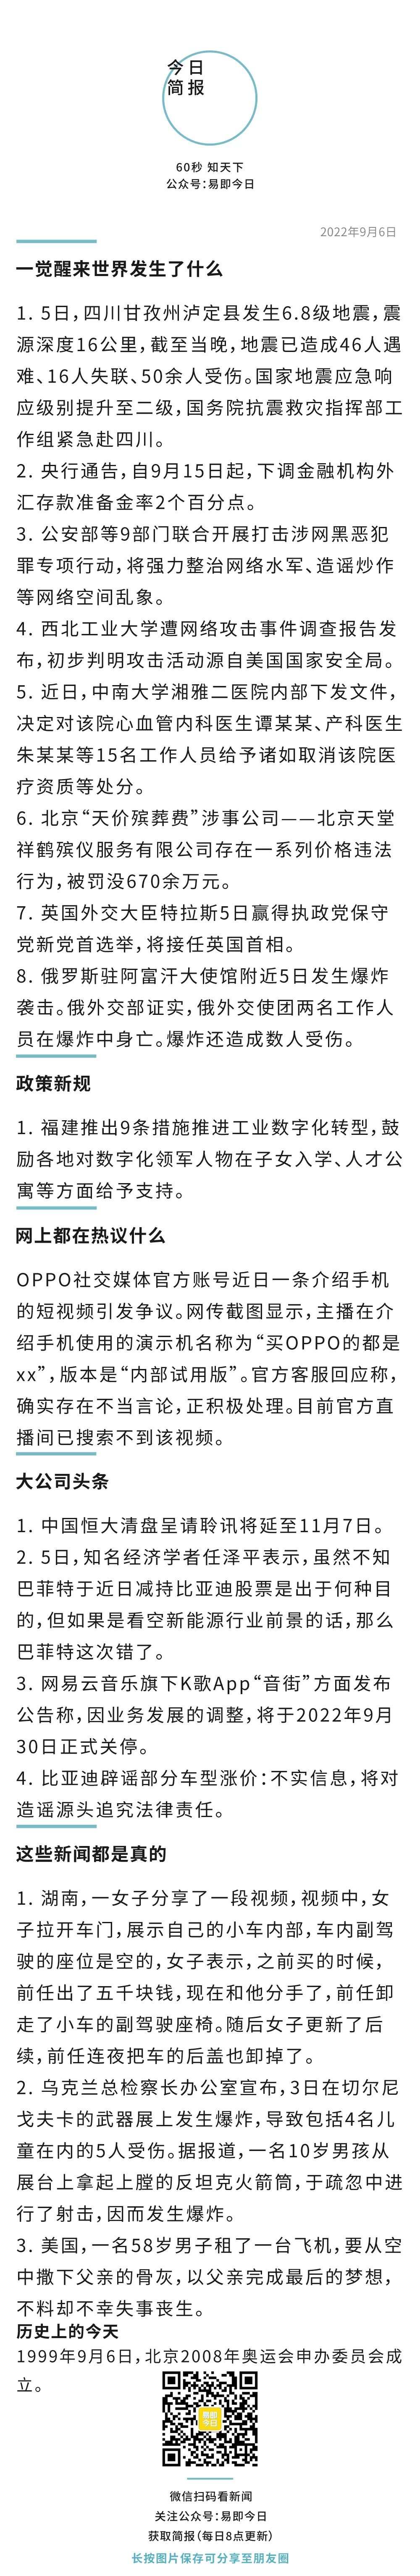 今日
简报
60秒 知天下
公众号：易即今日
2022年9月6日
一觉醒来世界发生了什么
1. 5日，四川甘孜州泸定县发生6.8级地震，震
源深度16公里，截至当晚，地震已造成46人遇
难、16人失联、50余人受伤。国家地震应急响
应级别提升至二级，国务院抗震救灾指挥部工
作组紧急赴四川。
2. 央行通告，自9月15日起，下调金融机构外
汇存款准备金率2个百分点。
3. 公安部等9部门联合开展打击涉网黑恶犯
罪专项行动，将强力整治网络水军、造谣炒作
等网络空间乱象。
4. 西北工业大学遭网络攻击事件调查报告发
布，初步判明攻击活动源自美国国家安全局。
5. 近日，中南大学湘雅二医院内部下发文件，
决定对该院心血管内科医生谭某某、产科医生
朱某某等15名工作人员给予诸如取消该院医
疗资质等处分。
6. 北京“天价殡葬费”涉事公司——北京天堂
祥鹤殡仪服务有限公司存在一系列价格违法
行为，被罚没670余万元。
7. 英国外交大臣特拉斯5日赢得执政党保守
党新党首选举，将接任英国首相。
8. 俄罗斯驻阿富汗大使馆附近5日发生爆炸
袭击。俄外交部证实，俄外交使团两名工作人
员在爆炸中身亡。爆炸还造成数人受伤。
政策新规
1. 福建推出9条措施推进工业数字化转型，鼓
励各地对数字化领军人物在子女入学、人才公
寓等方面给予支持。
网上都在热议什么
OPPO社交媒体官方账号近日一条介绍手机
的短视频引发争议。网传截图显示，主播在介
绍手机使用的演示机名称为“买OPPO的都是
xx”，版本是“内部试用版”。官方客服回应称，
确实存在不当言论，正积极处理。目前官方直
播间已搜索不到该视频。
大公司头条
1. 中国恒大清盘呈请聆讯将延至11月7日。
2. 5日，知名经济学者任泽平表示，虽然不知
巴菲特于近日减持比亚迪股票是出于何种目
的，但如果是看空新能源行业前景的话，那么
巴菲特这次错了。
3. 网易云音乐旗下K歌App“音街”方面发布
公告称，因业务发展的调整，将于2022年9月
30日正式关停。
4. 比亚迪辟谣部分车型涨价：不实信息，将对
造谣源头追究法律责任。
这些新闻都是真的
1. 湖南，一女子分享了一段视频，视频中，女
子拉开车门，展示自己的小车内部，车内副驾
驶的座位是空的，女子表示，之前买的时候，
前任出了五千块钱，现在和他分手了，前任卸
走了小车的副驾驶座椅。随后女子更新了后
续，前任连夜把车的后盖也卸掉了。
2. 乌克兰总检察长办公室宣布，3日在切尔尼
戈夫卡的武器展上发生爆炸，导致包括4名儿
童在内的5人受伤。据报道，一名10岁男孩从
展台上拿起上膛的反坦克火箭筒，于疏忽中进
行了射击，因而发生爆炸。
3. 美国，一名58岁男子租了一台飞机，要从空
中撒下父亲的骨灰，以父亲完成最后的梦想，
不料却不幸失事丧生。
历史上的今天
1999年9月6日，北京2008年奥运会申办委员会成
立。
易即
今日
微信扫码看新闻
关注公众号：易即今日
获取简报（每日8点更新）
长按图片保存可分享至朋友圈